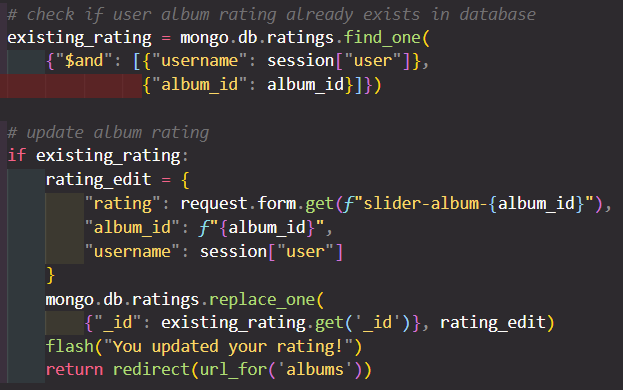 # check if user album rating already exists in database
existing_rating = mongo.db.ratings.find_one(
    {"$and": [{"username": session["user"]},
              {"album_id": album_id}]})

# update album rating
if existing_rating:
    rating_edit = {
        "rating": request.form.get(f"slider-album-{album_id}"),
        "album_id": f"{album_id}",
        "username": session["user"]
    }
    mongo.db.ratings.replace_one(
        {"_id": existing_rating.get('_id')}, rating_edit)
    flash("You updated your rating!")
    return redirect(url_for('albums'))